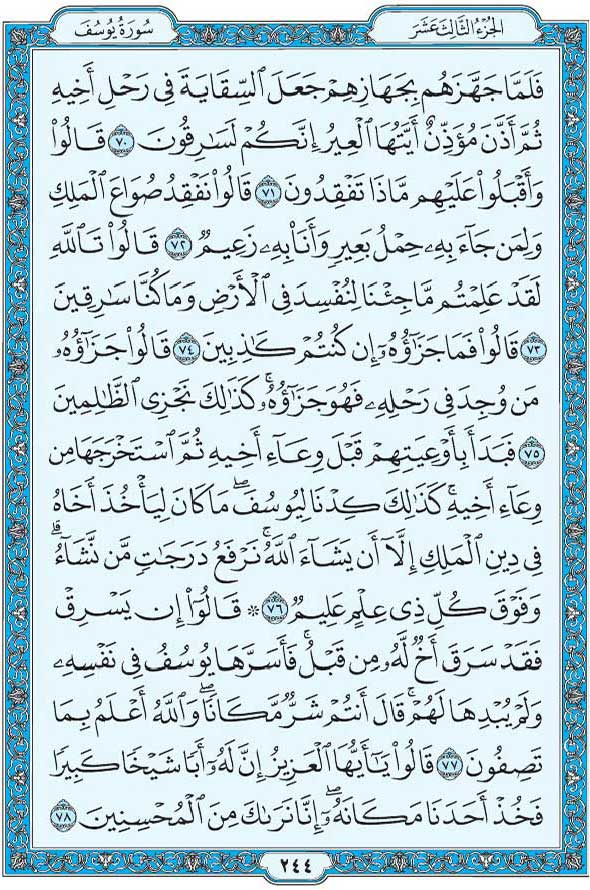 الجزء الثالث عشر
سورة يوسف
فَلَمَّا جَهَّزَهُم بِجَهَازِهِمْ جَعَلَ ٱلسِّقَايَةَ فِى رَحْلِ أَخِيهِ
ثُمَّ أَذَّنَ مُؤَذِّنٌ أَيَّتُهَا ٱلْعِيرُ إِنَّكُمْ لَسَـٰرِقُونَ ٧٠ قَالُوا۟
وَأَقْبَلُوا۟ عَلَيْهِم مَّاذَا تَفْقِدُونَ ٧١ قَالُوا۟ نَفْقِدُ صُوَاعَ ٱلْمَلِكِ
وَلِمَن جَآءَ بِهِۦ حِمْلُ بَعِيرٍ وَأَنَا۠ بِهِۦ زَعِيمٌ ٧٢ قَالُوا۟ تَٱللَّهِ
لَقَدْ عَلِمْتُم مَّا جِئْنَا لِنُفْسِدَ فِى ٱلْأَرْضِ وَمَا كُنَّا سَـٰرِقِينَ
٧٣ قَالُوا۟ فَمَا جَزَٰٓؤُهُۥٓ إِن كُنتُمْ كَـٰذِبِينَ ٧٤ قَالُوا۟ جَزَٰٓؤُهُۥ
مَن وُجِدَ فِى رَحْلِهِۦ فَهُوَ جَزَٰٓؤُهُۥ ۚ كَذَٰلِكَ نَجْزِى ٱلظَّـٰلِمِينَ
٧٥ فَبَدَأَ بِأَوْعِيَتِهِمْ قَبْلَ وِعَآءِ أَخِيهِ ثُمَّ ٱسْتَخْرَجَهَا مِن
وِعَآءِ أَخِيهِ ۚ كَذَٰلِكَ كِدْنَا لِيُوسُفَ ۖ مَا كَانَ لِيَأْخُذَ أَخَاهُ
فِى دِينِ ٱلْمَلِكِ إِلَّآ أَن يَشَآءَ ٱللَّهُ ۚ نَرْفَعُ دَرَجَـٰتٍ مَّن نَّشَآءُ ۗ
وَفَوْقَ كُلِّ ذِى عِلْمٍ عَلِيمٌ ٧٦ ۞ قَالُوٓا۟ إِن يَسْرِقْ
فَقَدْ سَرَقَ أَخٌ لَّهُۥ مِن قَبْلُ ۚ فَأَسَرَّهَا يُوسُفُ فِى نَفْسِهِۦ
وَلَمْ يُبْدِهَا لَهُمْ ۚ قَالَ أَنتُمْ شَرٌّ مَّكَانًا ۖ وَٱللَّهُ أَعْلَمُ بِمَا
تَصِفُونَ ٧٧ قَالُوا۟ يَـٰٓأَيُّهَا ٱلْعَزِيزُ إِنَّ لَهُۥٓ أَبًا شَيْخًا كَبِيرًا
فَخُذْ أَحَدَنَا مَكَانَهُۥٓ ۖ إِنَّا نَرَىٰكَ مِنَ ٱلْمُحْسِنِينَ ٧٨
٢٤٤